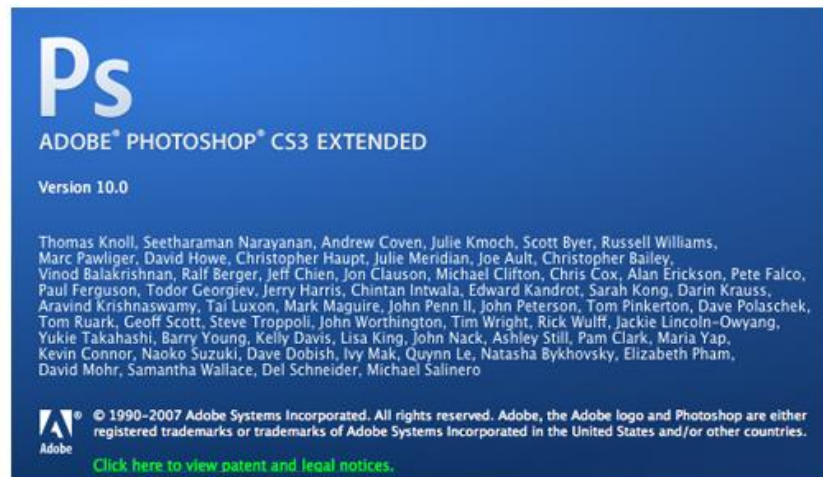 Ps
ADOBE® PHOTOSHOP® CS3 EXTENDED
Version 10.0
Thomas Knoll, Seetharaman Narayanan, Andrew Coven, Julie Kmoch, Scott Byer, Russell Williams,
Marc Pawliger, David Howe, Christopher Haupt, Julie Meridian, Joe Ault, Christopher Bailey,
Vinod Balakrishnan, Ralf Berger, Jeff Chien, Jon Clauson, Michael Clifton, Chris Cox, Alan Erickson, Pete Falco,
Paul Ferguson, Todor Georgiev, Jerry Harris, Chintan Intwala, Edward Kandrot, Sarah Kong, Darin Krauss,
Aravind Krishnaswamy, Tai Luxon, Mark Maguire, John Penn II, John Peterson, Tom Pinkerton, Dave Polaschek,
Tom Ruark, Geoff Scott, Steve Troppoli, John Worthington, Tim Wright, Rick Wulff, Jackie Lincoln-Owyang,
Yukie Takahashi, Barry Young, Kelly Davis, Lisa King, John Nack, Ashley Still, Pam Clark, Maria Yap,
Kevin Connor, Naoko Suzuki, Dave Dobish, Ivy Mak, Quynn Le, Natasha Bykhovsky, Elizabeth Pham,
David Mohr, Samantha Wallace, Del Schneider, Michael Salinero
Adobe
© 1990-2007 Adobe Systems Incorporated. All rights reserved. Adobe, the Adobe logo and Photoshop are either
registered trademarks or trademarks of Adobe Systems Incorporated in the United States and/or other countries.
Click here to view patent and legal notices.